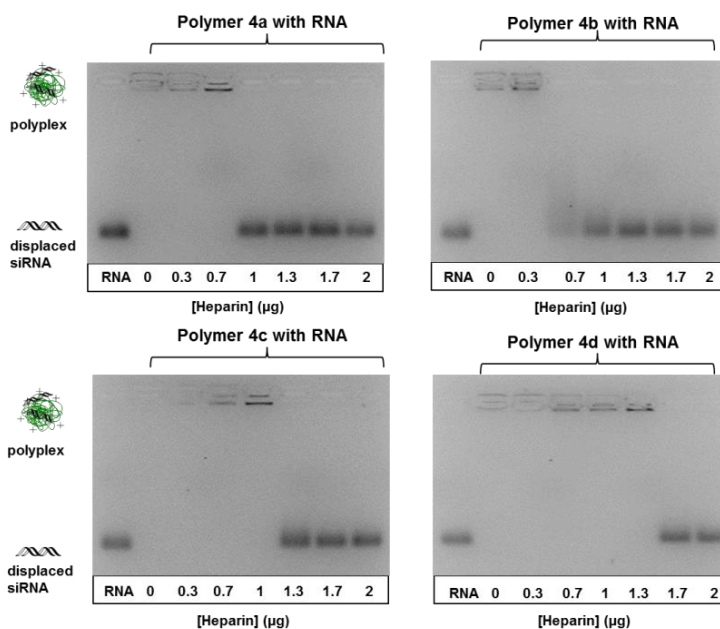 Polymer 4a with RNA
polyplex
displaced
siRNA
RNA 0 0.3 0.7 1 1.3 1.7 2
[Heparin] (µg)
Polymer 4b with RNA
RNA 0 0.3 0.7 1 1.3 1.7 2
[Heparin] (µg)
Polymer 4c with RNA
polyplex
displaced
siRNA
RNA 0 0.3 0.7 1 1.3 1.7 2
[Heparin] (µg)
Polymer 4d with RNA
RNA 0 0.3 0.7 1 1.3 1.7 2
[Heparin] (µg)